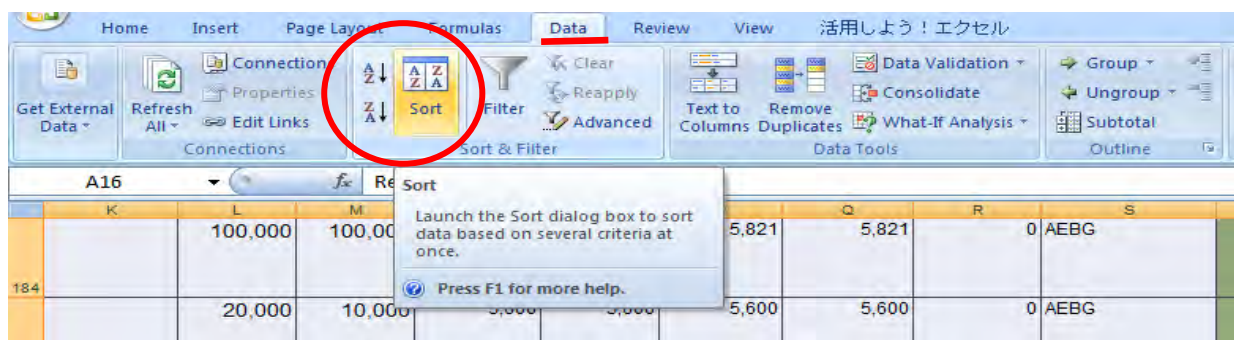 Home Insert Page Layout Formulas Data Review View 活用しよう！エクセル
Get External Data
Refresh All
Connections
Properties
Edit Links
Connections
A
Z
Z
A
A Z
Z A
Sort
Filter
Clear
Reapply
Advanced
Sort & Filter
Text to Columns
Remove Duplicates
Data Validation
Consolidate
What-If Analysis
Data Tools
Group
Ungroup
Subtotal
Outline
A16 fx Re
K L M Q R S
Sort
Launch the Sort dialog box to sort
data based on several criteria at
once.
Press F1 for more help.
184 100,000 100,00 5,821 5,821 0 AEBG
20,000 10,000 5,600 5,600 5,600 5,600 0 AEBG